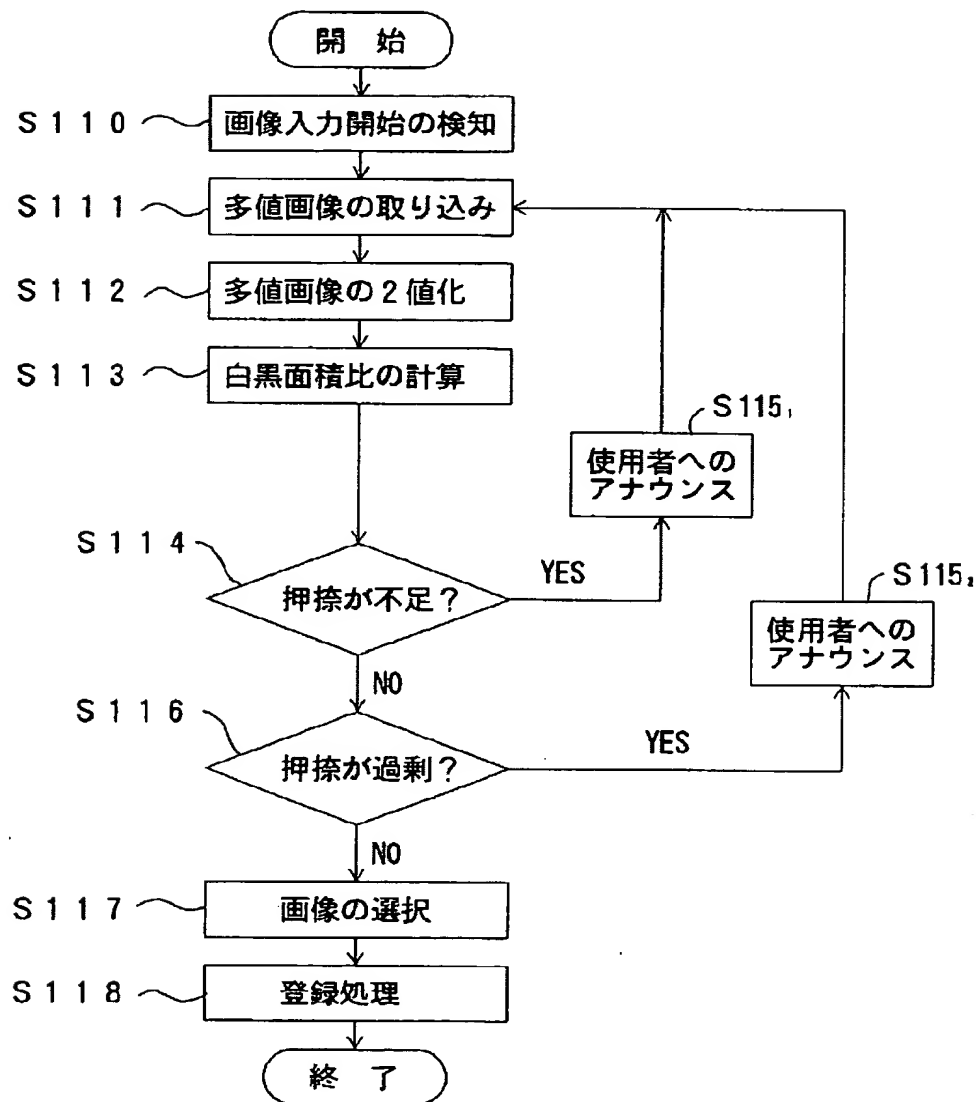 開 始
S110
画像入力開始の検知
S111
多値画像の取り込み
S112
多値画像の2値化
S113
白黒面積比の計算
S115₁
使用者への
アナウンス
S114
押捺が不足?
YES
S115₂
使用者への
アナウンス
NO
S116
押捺が過剰?
YES
NO
S117
画像の選択
S118
登録処理
終 了